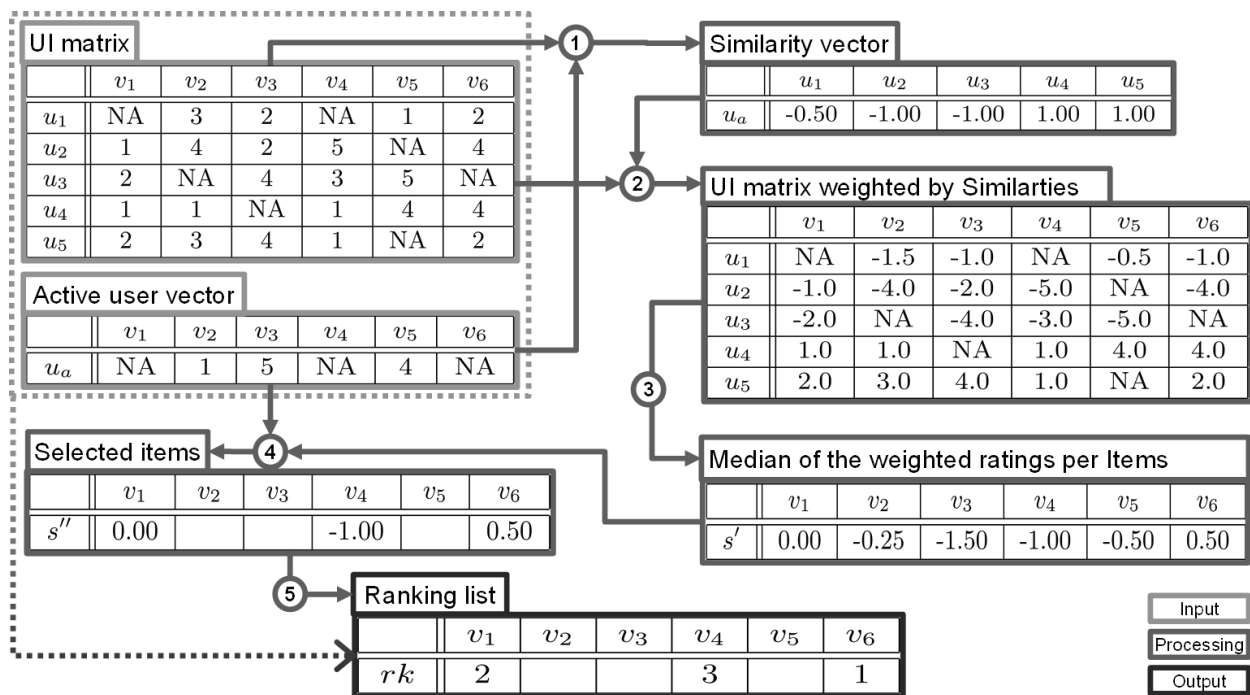 UI matrix
v1 v2 v3 v4 v5 v6
u1 NA 3 2 NA 1 2
u2 1 4 2 5 NA 4
u3 2 NA 4 3 5 NA
u4 1 1 NA 1 4 4
u5 2 3 4 1 NA 2
Active user vector
v1 v2 v3 v4 v5 v6
ua NA 1 5 NA 4 NA
1
Similarity vector
u1 u2 u3 u4 u5
ua -0.50 -1.00 -1.00 1.00 1.00
2
UI matrix weighted by Similarties
v1 v2 v3 v4 v5 v6
u1 NA -1.5 -1.0 NA -0.5 -1.0
u2 -1.0 -4.0 -2.0 -5.0 NA -4.0
u3 -2.0 NA -4.0 -3.0 -5.0 NA
u4 1.0 1.0 NA 1.0 4.0 4.0
u5 2.0 3.0 4.0 1.0 NA 2.0
3
Median of the weighted ratings per Items
v1 v2 v3 v4 v5 v6
s' 0.00 -0.25 -1.50 -1.00 -0.50 0.50
4
Selected items
v1 v2 v3 v4 v5 v6
s'' 0.00 -1.00 0.50
5
Ranking list
v1 v2 v3 v4 v5 v6
rk 2 3 1
Input
Processing
Output